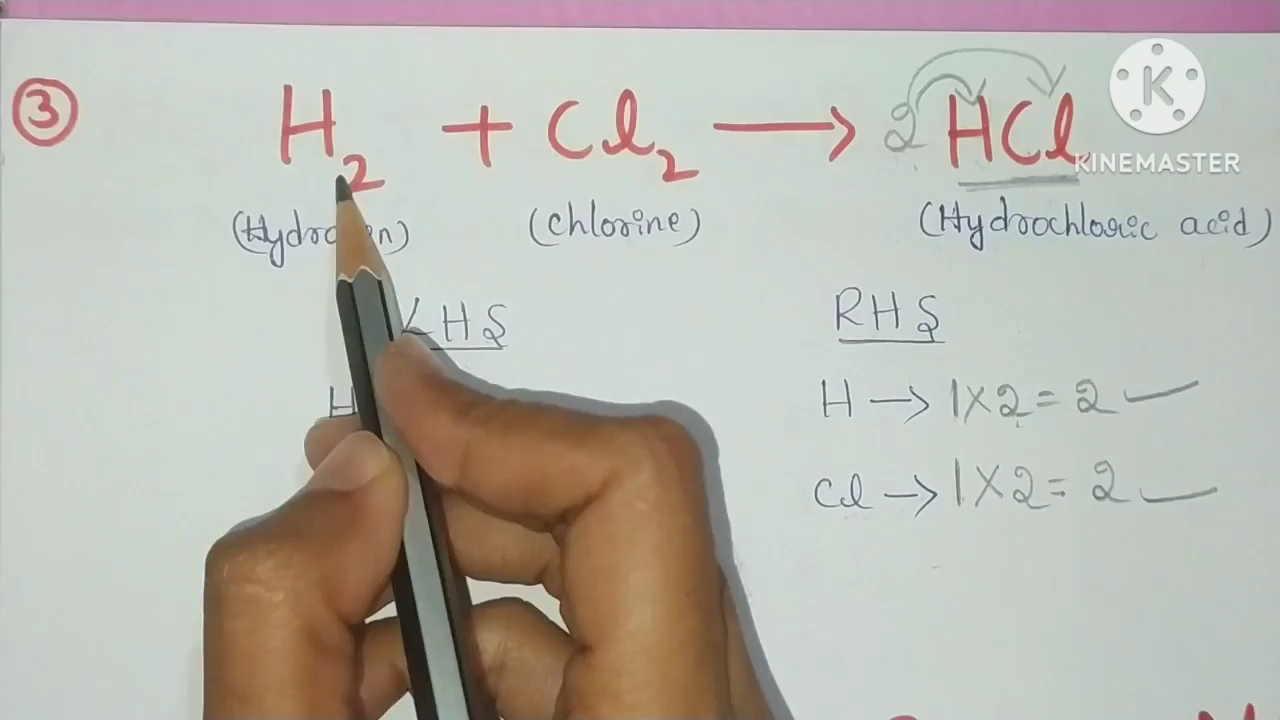 3 H₂ + Cl₂ → 2HCl
KINEMASTER
(Chlorine) (Hydrochloric acid)
LHS RHS
H H → 1×2=2
Cl → 1×2=2